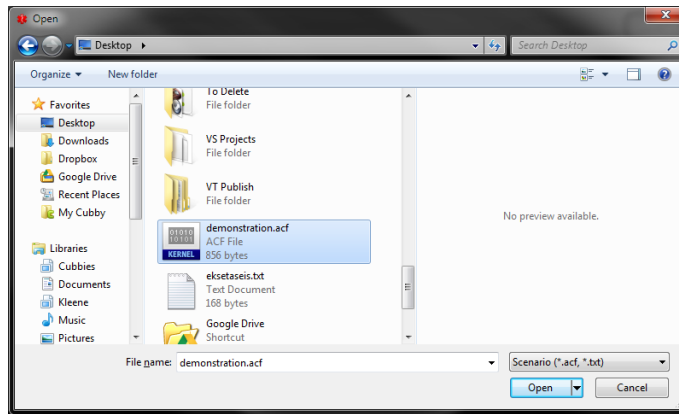 Open
Desktop
Search Desktop
Organize
New folder
Favorites
Desktop
Downloads
Dropbox
Google Drive
Recent Places
My Cubby
Libraries
Cubbies
Documents
Kleene
Music
Pictures
To Delete
File folder
VS Projects
File folder
VT Publish
File folder
01010
10101
KERNEL
demonstration.acf
ACF File
856 bytes
eksetaseis.txt
Text Document
168 bytes
Google Drive
Shortcut
No preview available.
File name: demonstration.acf
Scenario (*.acf, *.txt)
Open
Cancel